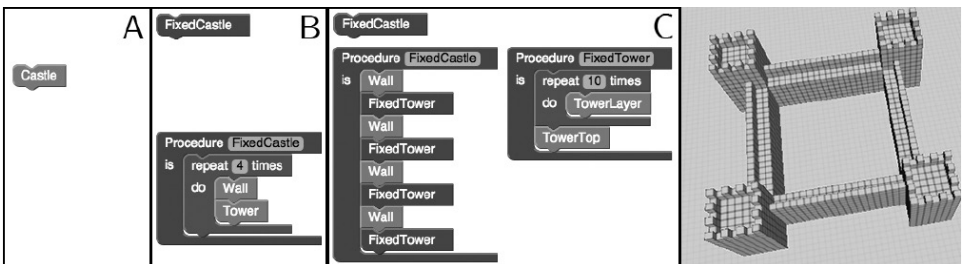 A
Castle
FixedCastle
B
Procedure FixedCastle
is repeat 4 times
do Wall
Tower
FixedCastle
C
Procedure FixedCastle
is Wall
FixedTower
Wall
FixedTower
Wall
FixedTower
Wall
FixedTower
Procedure FixedTower
is repeat 10 times
do TowerLayer
TowerTop